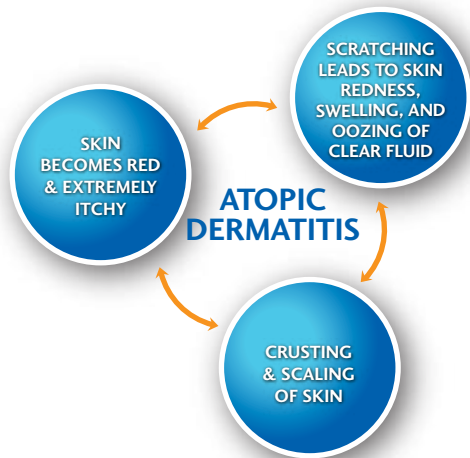 SCRATCHING
LEADS TO SKIN
REDNESS,
SWELLING, AND
OOZING OF
CLEAR FLUID
SKIN
BECOMES RED
& EXTREMELY
ITCHY
ATOPIC
DERMATITIS
CRUSTING
& SCALING
OF SKIN